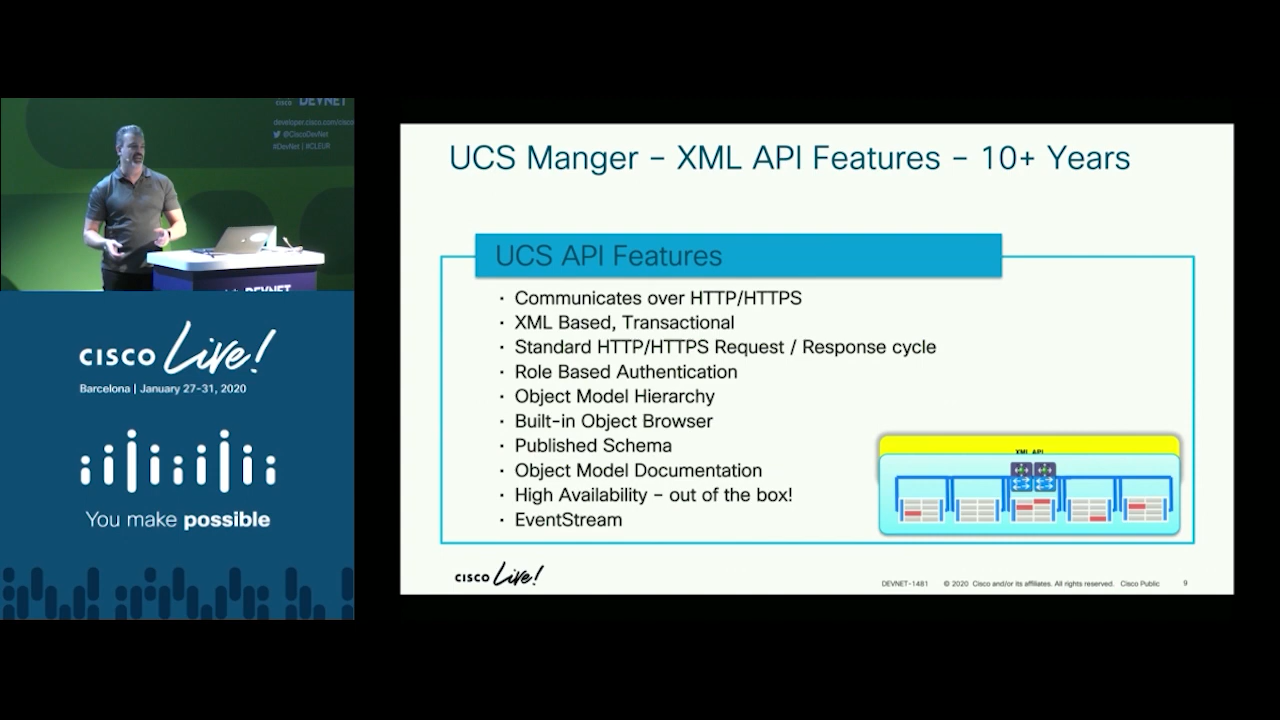 CISCO DEVNET
developer.cisco.com/cisco
@CiscoDevNet
#DevNet | #CLEUR
DEVNET
CISCO Live!
Barcelona | January 27-31, 2020
You make possible
UCS Manger – XML API Features – 10+ Years
UCS API Features
· Communicates over HTTP/HTTPS
· XML Based, Transactional
· Standard HTTP/HTTPS Request / Response cycle
· Role Based Authentication
· Object Model Hierarchy
· Built-in Object Browser
· Published Schema
· Object Model Documentation
· High Availability – out of the box!
· EventStream
XML API
CISCO Live!
DEVNET-1481 © 2020 Cisco and/or its affiliates. All rights reserved. Cisco Public 9